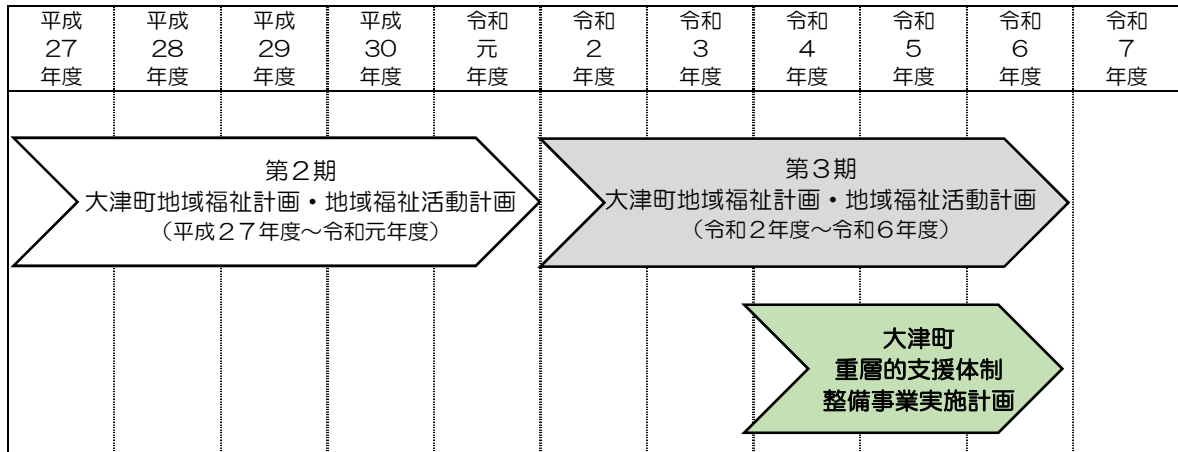 平成 平成 平成 平成 令和 令和 令和 令和 令和 令和 令和
27 28 29 30 元 2 3 4 5 6 7
年度 年度 年度 年度 年度 年度 年度 年度 年度 年度 年度
第2期
大津町地域福祉計画・地域福祉活動計画
（平成27年度～令和元年度）
第3期
大津町地域福祉計画・地域福祉活動計画
（令和2年度～令和6年度）
大津町
重層的支援体制
整備事業実施計画